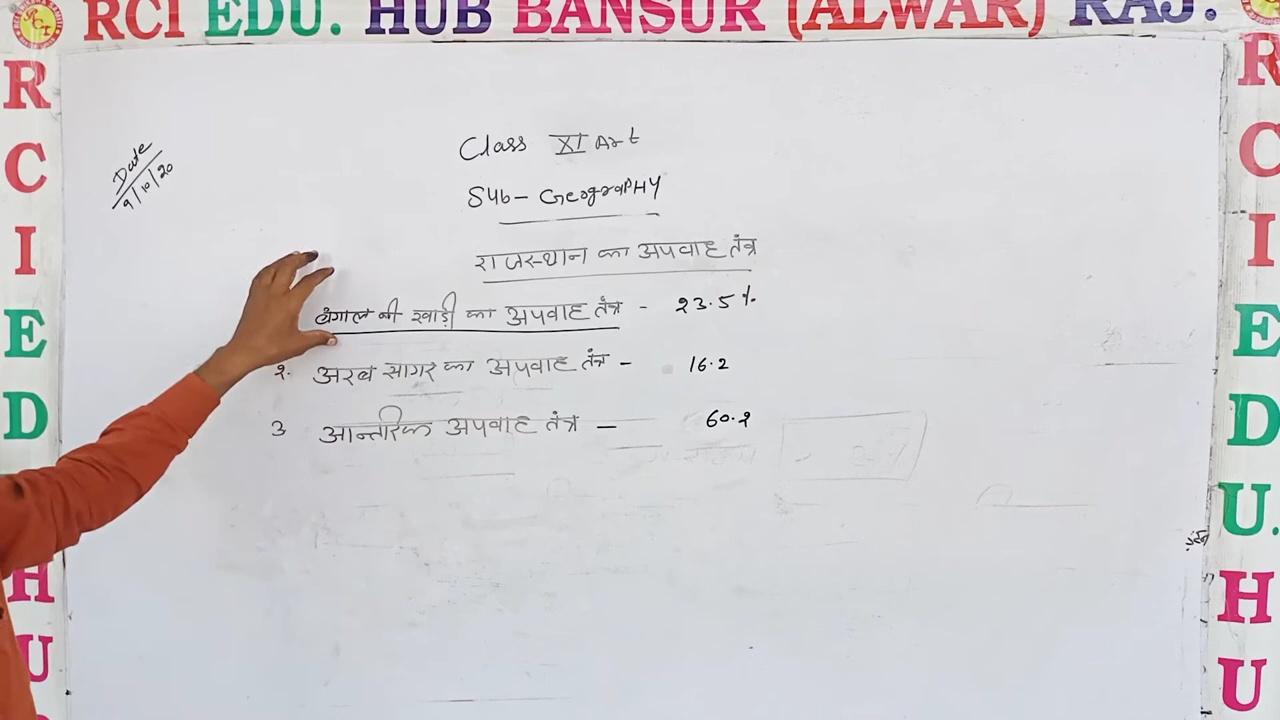 RCI EDU. HUB BANSUR (ALWAR) RAJ.
Date
9/10/20
Class XI Art
Sub- GeograPHY
राजस्थान का अपवाह तंत्र
बंगाल की खाड़ी का अपवाह तंत्र - 23.5 %
२. अरब सागर का अपवाह तंत्र - 16.2
3 आन्तरिक अपवाह तंत्र - 60.2
R
C
I
E
D
H
U
R
C
I
E
D
U.
H
U